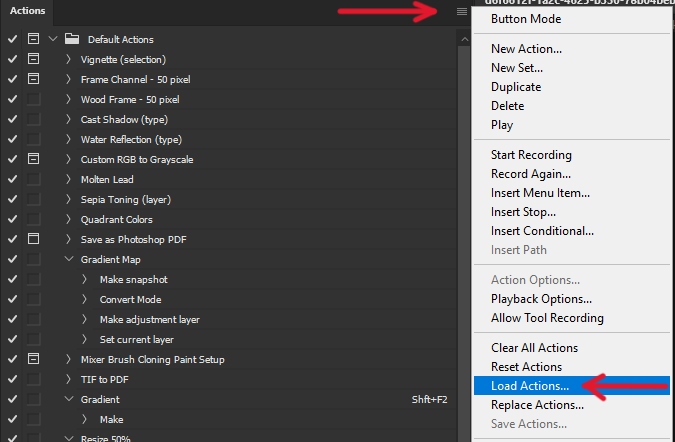 Actions
Default Actions
Vignette (selection)
Frame Channel - 50 pixel
Wood Frame - 50 pixel
Cast Shadow (type)
Water Reflection (type)
Custom RGB to Grayscale
Molten Lead
Sepia Toning (layer)
Quadrant Colors
Save as Photoshop PDF
Gradient Map
Make snapshot
Convert Mode
Make adjustment layer
Set current layer
Mixer Brush Cloning Paint Setup
TIF to PDF
Gradient Shft+F2
Make
Resize 50%
Button Mode
New Action...
New Set...
Duplicate
Delete
Play
Start Recording
Record Again...
Insert Menu Item...
Insert Stop...
Insert Conditional...
Insert Path
Action Options...
Playback Options...
Allow Tool Recording
Clear All Actions
Reset Actions
Load Actions...
Replace Actions...
Save Actions...